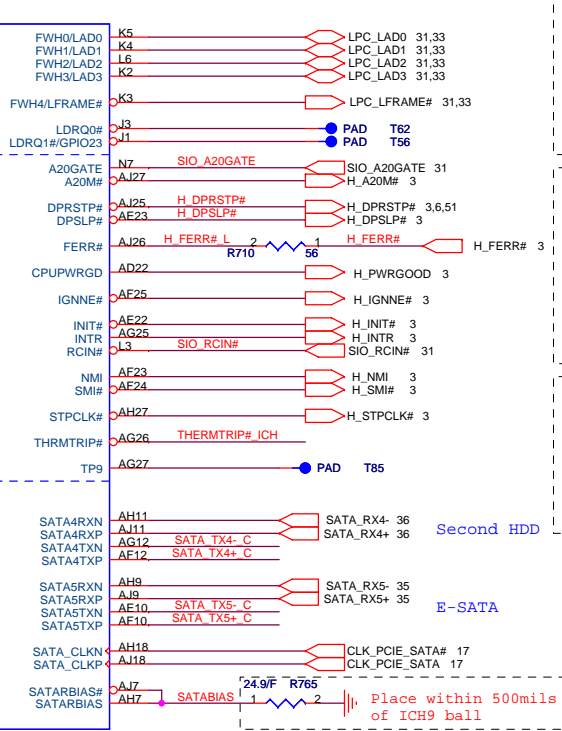 FWH0/LAD0 K5 LPC_LAD0 31,33
FWH1/LAD1 K4 LPC_LAD1 31,33
FWH2/LAD2 L6 LPC_LAD2 31,33
FWH3/LAD3 K2 LPC_LAD3 31,33
FWH4/LFRAME# K3 LPC_LFRAME# 31,33
LDRQ0# J3 PAD T62
LDRQ1#/GPIO23 J1 PAD T56
A20GATE N7 SIO_A20GATE SIO_A20GATE 31
A20M# AJ27 H_A20M# 3
DPRSTP# AJ25 H_DPRSTP# H_DPRSTP# 3,6,51
DPSLP# AE23 H_DPSLP# H_DPSLP# 3
FERR# AJ26 H_FERR#_L 2 1 H_FERR# H_FERR# 3
R710 56
CPUPWRGD AD22 H_PWRGOOD 3
IGNNE# AF25 H_IGNNE# 3
INIT# AE22 H_INIT# 3
INTR AG25 H_INTR 3
RCIN# L3 SIO_RCIN# SIO_RCIN# 31
NMI AF23 H_NMI 3
SMI# AF24 H_SMI# 3
STPCLK# AH27 H_STPCLK# 3
THRMTRIP# AG26 THERMTRIP#_ICH
TP9 AG27 PAD T85
SATA4RXN AH11 SATA_RX4- 36
SATA4RXP AJ11 SATA_RX4+ 36 Second HDD
SATA4TXN AG12 SATA_TX4-_C
SATA4TXP AF12 SATA_TX4+_C
SATA5RXN AH9 SATA_RX5- 35
SATA5RXP AJ9 SATA_RX5+ 35
SATA5TXN AE10 SATA_TX5-_C E-SATA
SATA5TXP AF10 SATA_TX5+_C
SATA_CLKN AH18 CLK_PCIE_SATA# 17
SATA_CLKP AJ18 CLK_PCIE_SATA 17
24.9/F R765
SATARBIAS# AJ7
SATARBIAS AH7 SATABIAS 1 2 Place within 500mils
of ICH9 ball